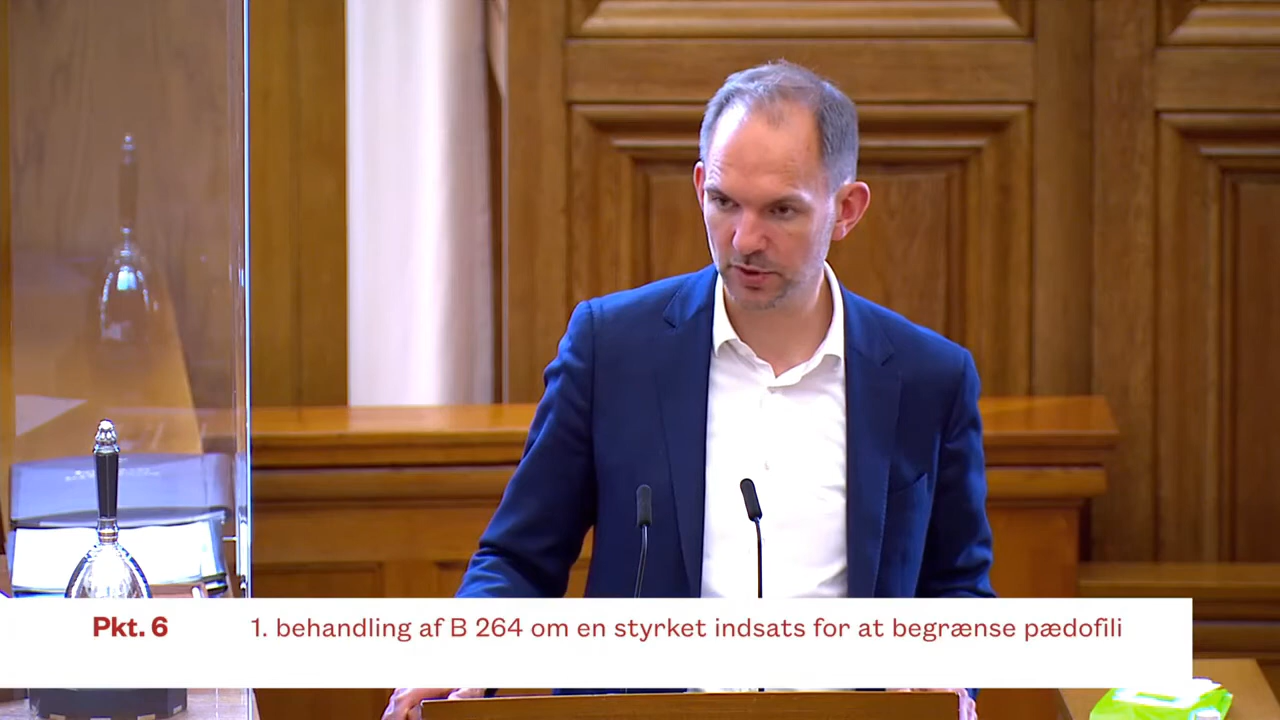 Pkt. 6 1. behandling af B 264 om en styrket indsats for at begrænse pædofili